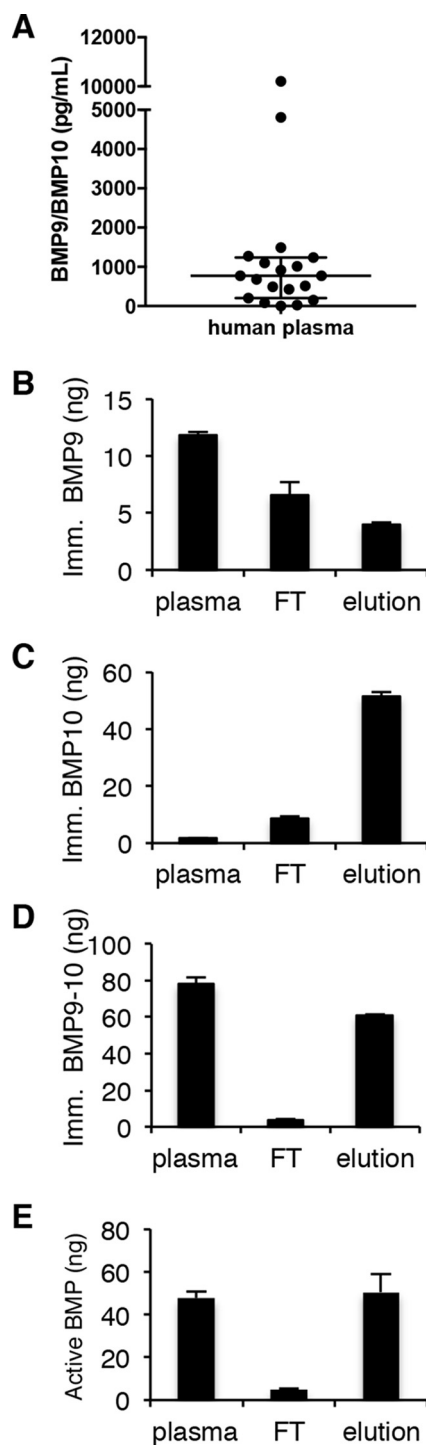 A
BMP9/BMP10 (pg/mL)
12000
10000
5000
4000
3000
2000
1000
0
human plasma
B
Imm. BMP9 (ng)
15
10
5
0
plasma FT elution
C
Imm. BMP10 (ng)
60
40
20
0
plasma FT elution
D
Imm. BMP9-10 (ng)
100
80
60
40
20
0
plasma FT elution
E
Active BMP (ng)
80
60
40
20
0
plasma FT elution